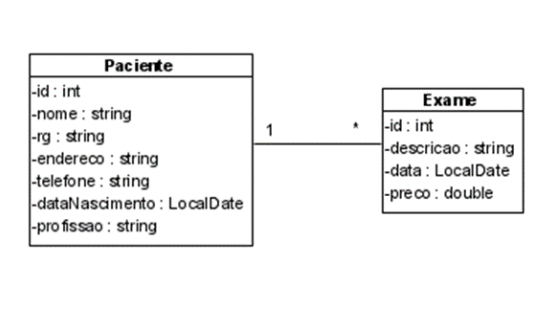 Paciente
-id : int
-nome : string
-rg : string
-endereco : string
-telefone : string
-dataNascimento : LocalDate
-profissao : string
1
*
Exame
-id : int
-descricao : string
-data : LocalDate
-preco : double